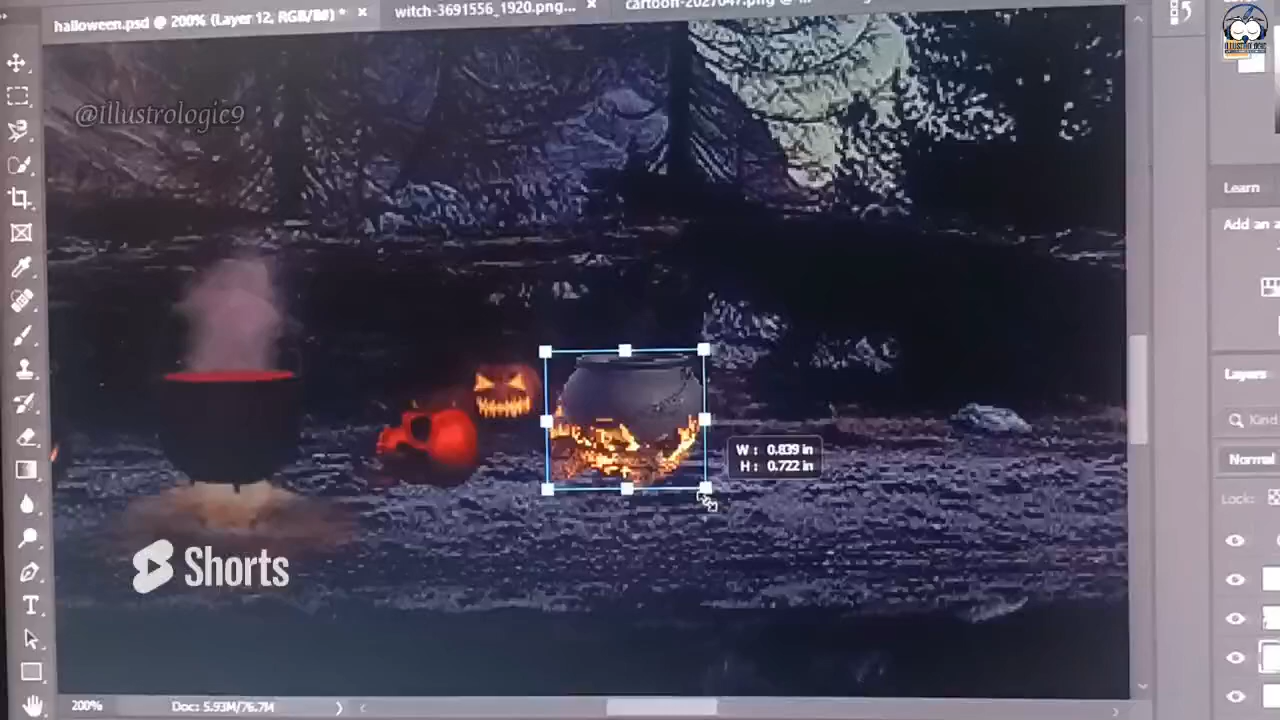 halloween.psd @ 200% (Layer 12, RGB/8#) *
witch-3691556_1920.png...
cartoon-2027047.png @ ...
@Illustrologic9
ILLUSTROLOGIC
Learn
Add an a
Layers
Kind
Normal
Lock:
W : 0.839 in
H : 0.722 in
Shorts
200%
Doc: 5.93M/76.7M